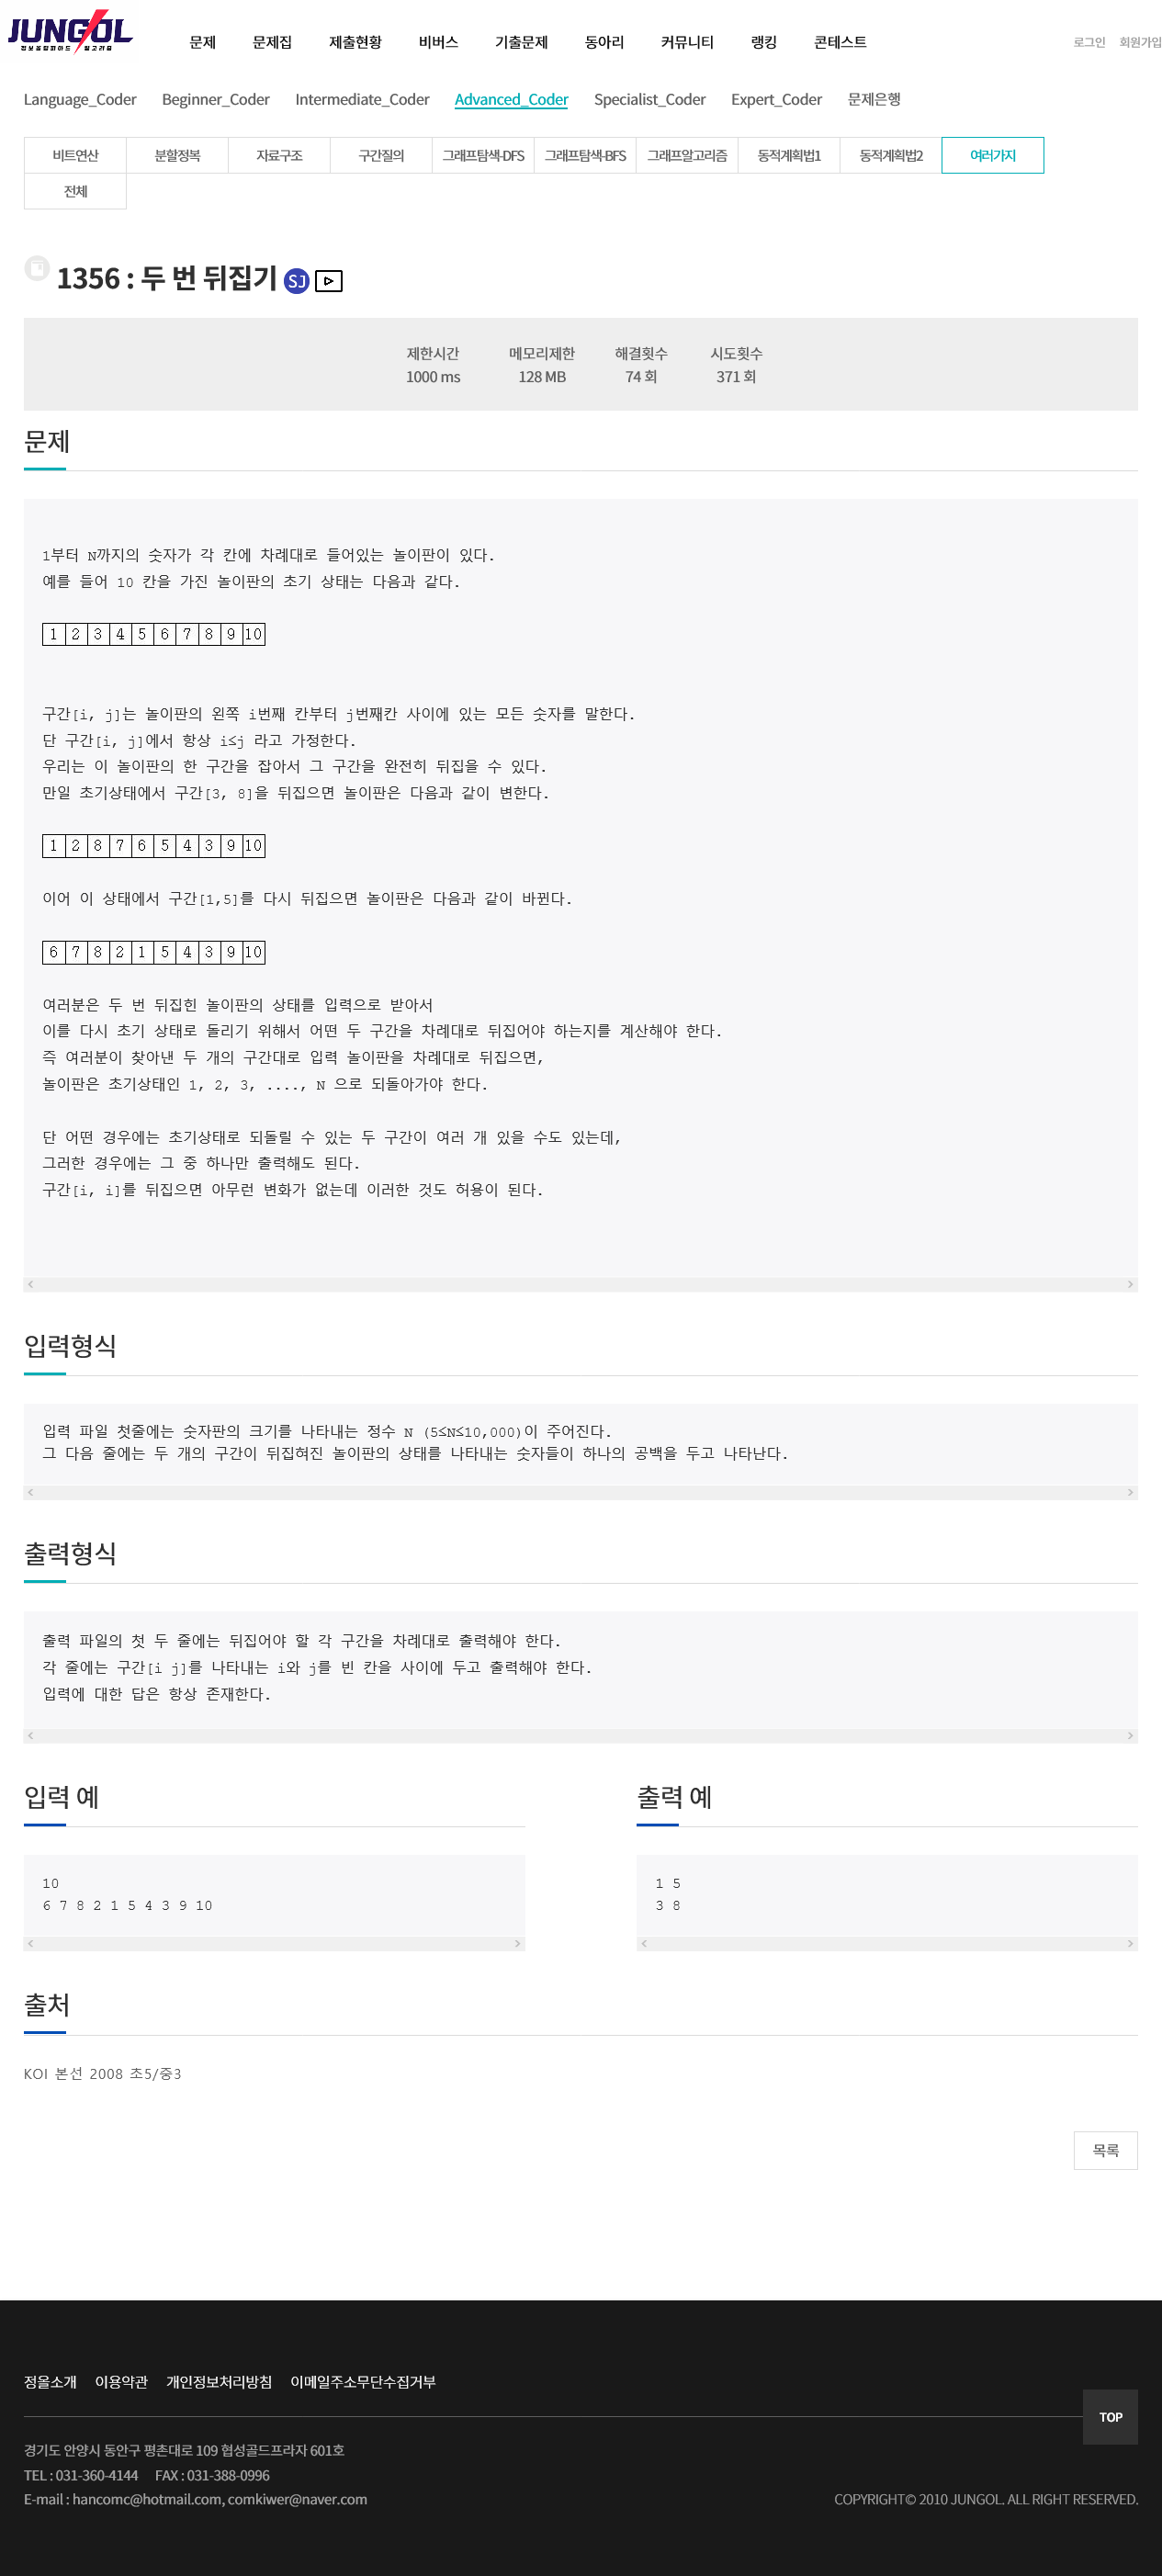 JUNGOL
정보올림피아드 알고리즘
문제 문제집 제출현황 비버스 기출문제 동아리 커뮤니티 랭킹 콘테스트 로그인 회원가입
Language_Coder Beginner_Coder Intermediate_Coder Advanced_Coder Specialist_Coder Expert_Coder 문제은행
비트연산 분할정복 자료구조 구간질의 그래프탐색-DFS 그래프탐색-BFS 그래프알고리즘 동적계획법1 동적계획법2 여러가지
전체
1356 : 두 번 뒤집기 SJ
제한시간 메모리제한 해결횟수 시도횟수
1000 ms 128 MB 74 회 371 회
문제
1부터 N까지의 숫자가 각 칸에 차례대로 들어있는 놀이판이 있다.
예를 들어 10 칸을 가진 놀이판의 초기 상태는 다음과 같다.
1 2 3 4 5 6 7 8 9 10
구간[i, j]는 놀이판의 왼쪽 i번째 칸부터 j번째칸 사이에 있는 모든 숫자를 말한다.
단 구간[i, j]에서 항상 i≤j 라고 가정한다.
우리는 이 놀이판의 한 구간을 잡아서 그 구간을 완전히 뒤집을 수 있다.
만일 초기상태에서 구간[3, 8]을 뒤집으면 놀이판은 다음과 같이 변한다.
1 2 8 7 6 5 4 3 9 10
이어 이 상태에서 구간[1,5]를 다시 뒤집으면 놀이판은 다음과 같이 바뀐다.
6 7 8 2 1 5 4 3 9 10
여러분은 두 번 뒤집힌 놀이판의 상태를 입력으로 받아서
이를 다시 초기 상태로 돌리기 위해서 어떤 두 구간을 차례대로 뒤집어야 하는지를 계산해야 한다.
즉 여러분이 찾아낸 두 개의 구간대로 입력 놀이판을 차례대로 뒤집으면,
놀이판은 초기상태인 1, 2, 3, ...., N 으로 되돌아가야 한다.
단 어떤 경우에는 초기상태로 되돌릴 수 있는 두 구간이 여러 개 있을 수도 있는데,
그러한 경우에는 그 중 하나만 출력해도 된다.
구간[i, i]를 뒤집으면 아무런 변화가 없는데 이러한 것도 허용이 된다.
입력형식
입력 파일 첫줄에는 숫자판의 크기를 나타내는 정수 N (5≤N≤10,000)이 주어진다.
그 다음 줄에는 두 개의 구간이 뒤집혀진 놀이판의 상태를 나타내는 숫자들이 하나의 공백을 두고 나타난다.
출력형식
출력 파일의 첫 두 줄에는 뒤집어야 할 각 구간을 차례대로 출력해야 한다.
각 줄에는 구간[i j]를 나타내는 i와 j를 빈 칸을 사이에 두고 출력해야 한다.
입력에 대한 답은 항상 존재한다.
입력 예
10
6 7 8 2 1 5 4 3 9 10
출력 예
1 5
3 8
출처
KOI 본선 2008 초5/중3
목록
정올소개 이용약관 개인정보처리방침 이메일주소무단수집거부
TOP
경기도 안양시 동안구 평촌대로 109 협성골드프라자 601호
TEL : 031-360-4144 FAX : 031-388-0996
E-mail : hancomc@hotmail.com, comkiwer@naver.com
COPYRIGHT© 2010 JUNGOL. ALL RIGHT RESERVED.